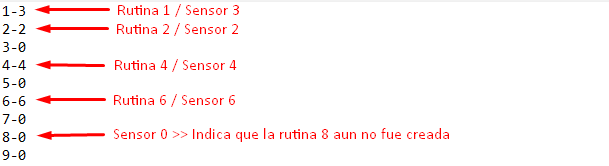 1-3 Rutina 1 / Sensor 3
2-2 Rutina 2 / Sensor 2
3-0
4-4 Rutina 4 / Sensor 4
5-0
6-6 Rutina 6 / Sensor 6
7-0
8-0 Sensor 0 >> Indica que la rutina 8 aun no fue creada
9-0